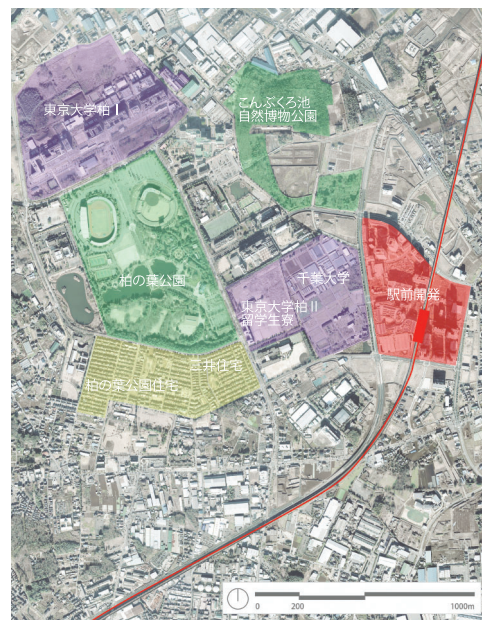 東京大学柏Ⅰ
こんぶくろ池
自然博物公園
柏の葉公園
千葉大学
東京大学柏Ⅱ
留学生寮
駅前開発
三井住宅
柏の葉公園住宅
0 200 1000m